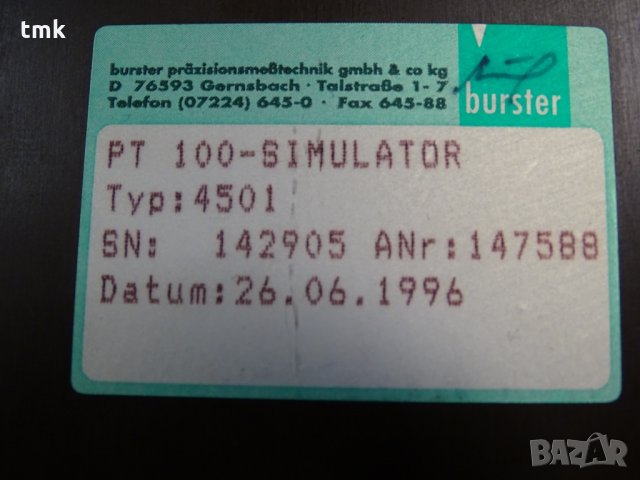 tmk
burster präzisionsmeßtechnik gmbh & co kg
D 76593 Gernsbach · Talstraße 1-7
Telefon (07224) 645-0 · Fax 645-88
burster
PT 100-SIMULATOR
Typ:4501
SN: 142905 ANr:147588
Datum:26.06.1996
BAZAR